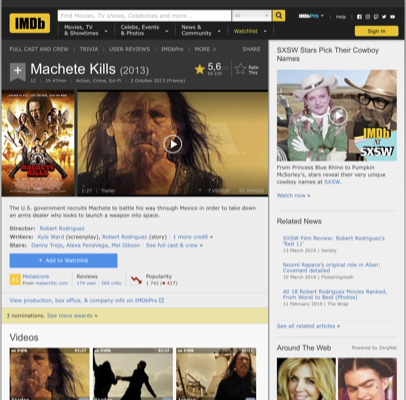 IMDb
Find Movies, TV shows, Celebrities and more...
All
IMDbPro
Help
Movies, TV & Showtimes
Celebs, Events & Photos
News & Community
Watchlist
Sign in
FULL CAST AND CREW | TRIVIA | USER REVIEWS | IMDbPro | MORE
SHARE
Machete Kills (2013)
12 | 1h 47min | Action, Crime, Sci-Fi | 2 October 2013 (France)
5,6
Rate This
MACHETE KILLS
1:27 | Trailer
7 VIDEOS
The U.S. government recruits Machete to battle his way through Mexico in order to take down an arms dealer who looks to launch a weapon into space.
Director: Robert Rodriguez
Writers: Kyle Ward (screenplay), Robert Rodriguez (story) | 1 more credit »
Stars: Danny Trejo, Alexa PenaVega, Mel Gibson | See full cast & crew »
+ Add to Watchlist
41
Metascore
From metacritic.com
Reviews
174 user | 266 critic
Popularity
1 742 (417)
View production, box office, & company info on IMDbPro
3 nominations. See more awards »
Videos
SXSW Stars Pick Their Cowboy Names
IMDb AT SXSW
From Princess Blue Rhino to Pumpkin McSorley, stars reveal their very unique cowboy names at SXSW.
Watch now »
Related News
SXSW Film Review: Robert Rodriguez's 'Red 11'
13 March 2019 | Variety
Noomi Rapace's original role in Alien: Covenant detailed
10 March 2019 | Flickeringmyth
All 18 Robert Rodriguez Movies Ranked, From Worst to Best (Photos)
11 February 2019 | The Wrap
See all related articles »
Around The Web
Powered by ZergNet